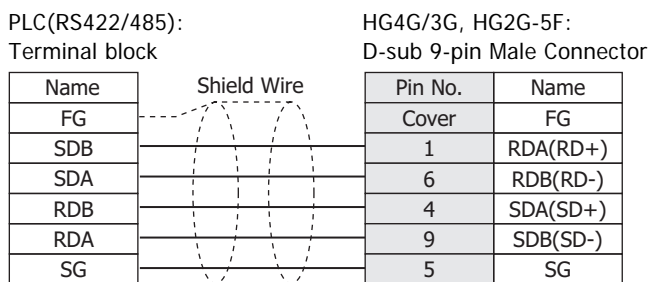 PLC(RS422/485):
Terminal block
HG4G/3G, HG2G-5F:
D-sub 9-pin Male Connector
Name Shield Wire Pin No. Name
FG Cover FG
SDB 1 RDA(RD+)
SDA 6 RDB(RD-)
RDB 4 SDA(SD+)
RDA 9 SDB(SD-)
SG 5 SG